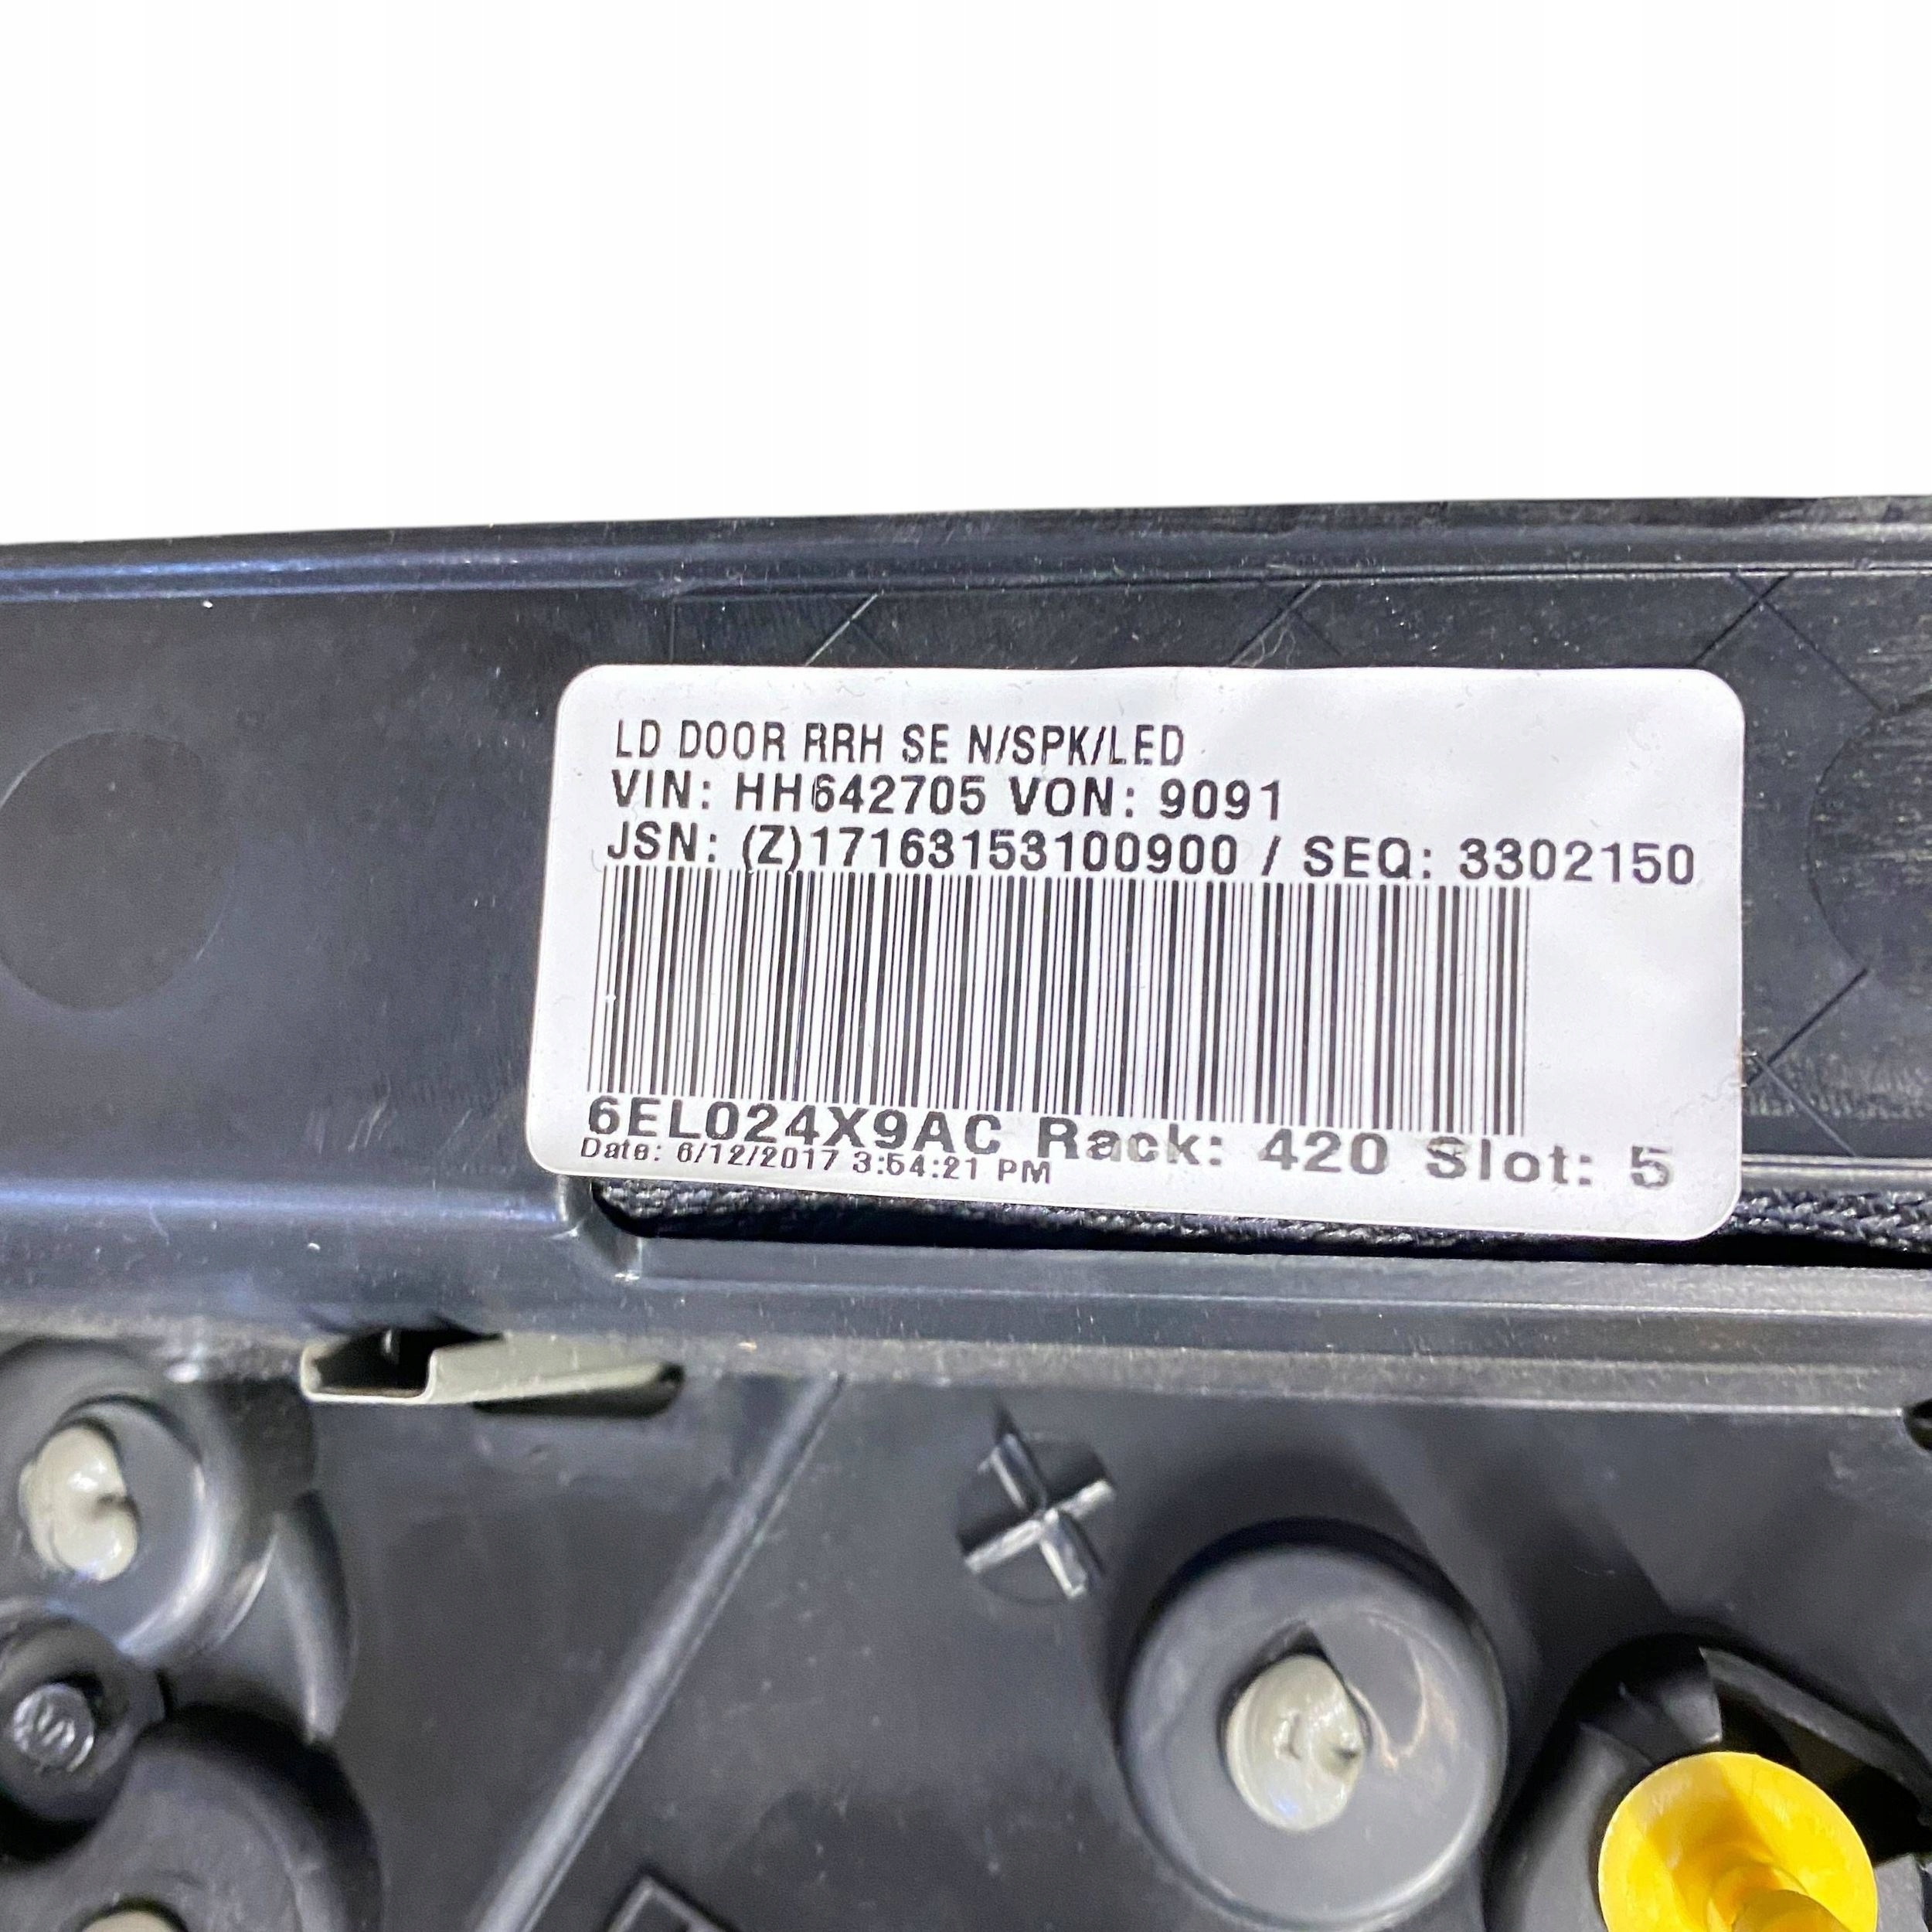 LD DOOR RRH SE N/SPK/LED
VIN: HH642705 VON: 9091
JSN: (Z)17163153100900 / SEQ: 3302150
6EL024X9AC Rack: 420 Slot: 5
Date: 6/12/2017 3:54:21 PM